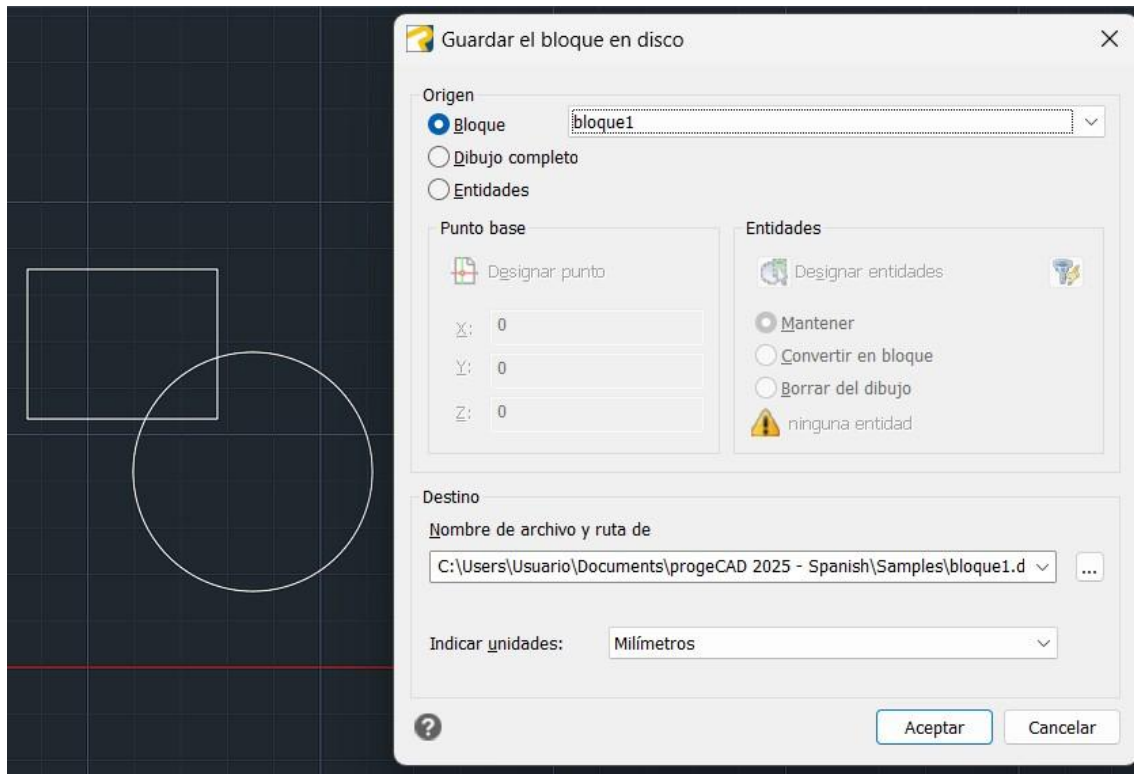 Guardar el bloque en disco
Origen
Bloque
bloque1
Dibujo completo
Entidades
Punto base
Designar punto
X: 0
Y: 0
Z: 0
Entidades
Designar entidades
Mantener
Convertir en bloque
Borrar del dibujo
ninguna entidad
Destino
Nombre de archivo y ruta de
C:\Users\Usuario\Documents\progeCAD 2025 - Spanish\Samples\bloque1.d
...
Indicar unidades: Milímetros
? Aceptar Cancelar